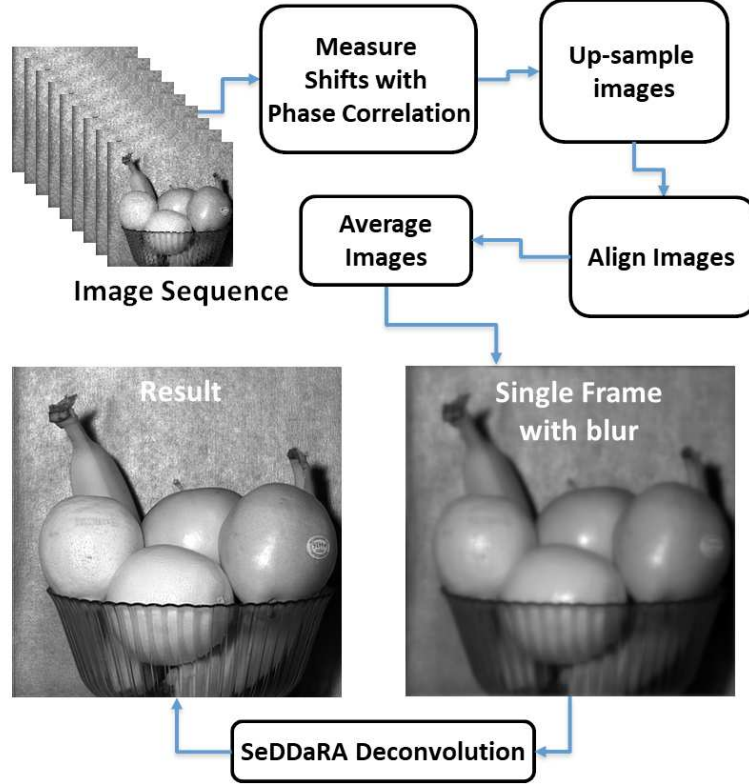 Measure
Shifts with
Phase Correlation
Up-sample
images
Image Sequence
Average
Images
Align Images
Result
Single Frame
with blur
SeDDaRA Deconvolution